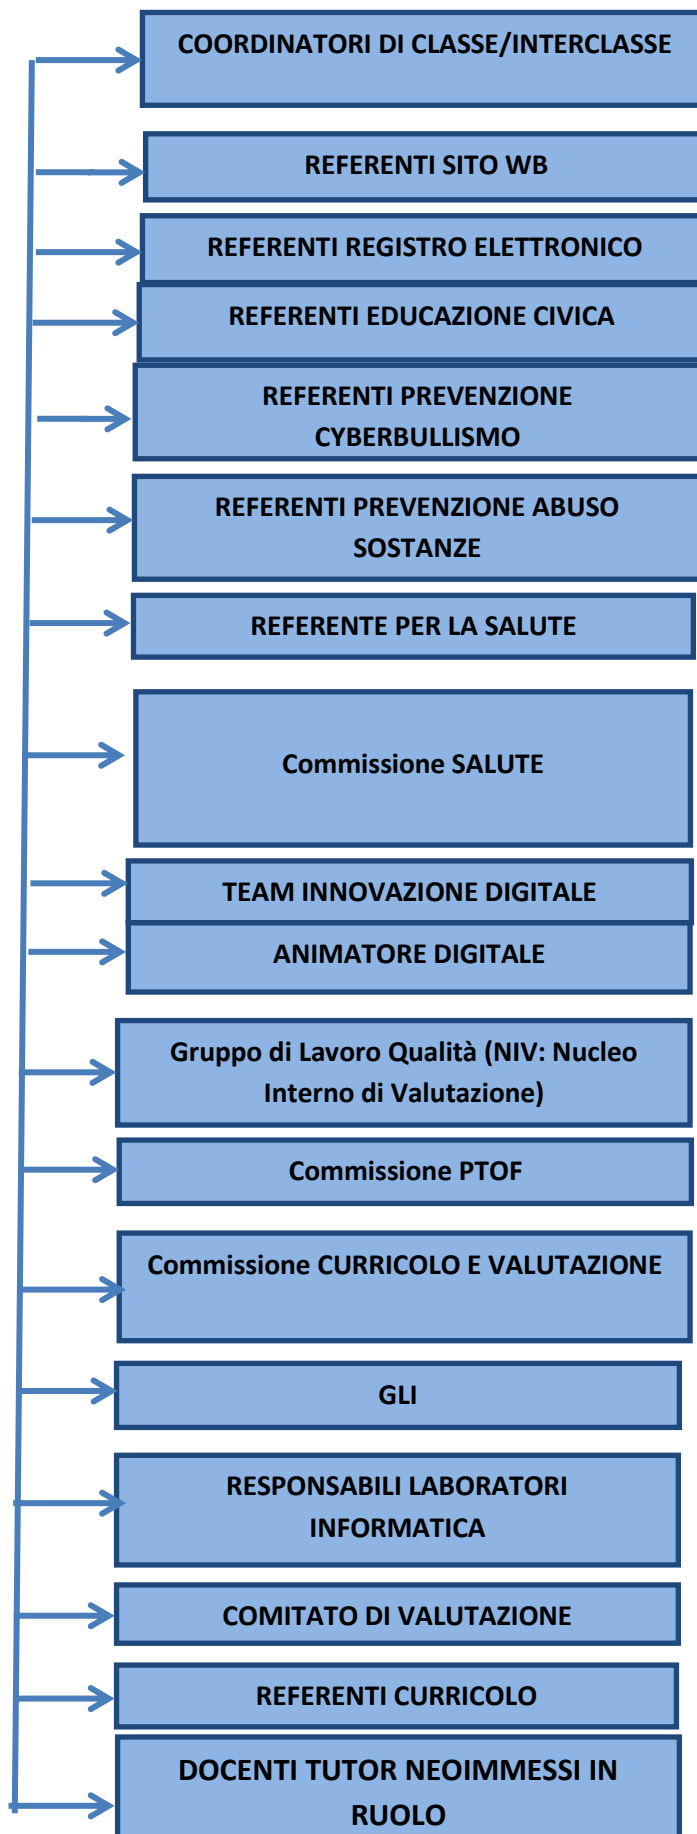 COORDINATORI DI CLASSE/INTERCLASSE
REFERENTI SITO WB
REFERENTI REGISTRO ELETTRONICO
REFERENTI EDUCAZIONE CIVICA
REFERENTI PREVENZIONE
CYBERBULLISMO
REFERENTI PREVENZIONE ABUSO
SOSTANZE
REFERENTE PER LA SALUTE
Commissione SALUTE
TEAM INNOVAZIONE DIGITALE
ANIMATORE DIGITALE
Gruppo di Lavoro Qualità (NIV: Nucleo
Interno di Valutazione)
Commissione PTOF
Commissione CURRICOLO E VALUTAZIONE
GLI
RESPONSABILI LABORATORI
INFORMATICA
COMITATO DI VALUTAZIONE
REFERENTI CURRICOLO
DOCENTI TUTOR NEOIMMESSI IN
RUOLO